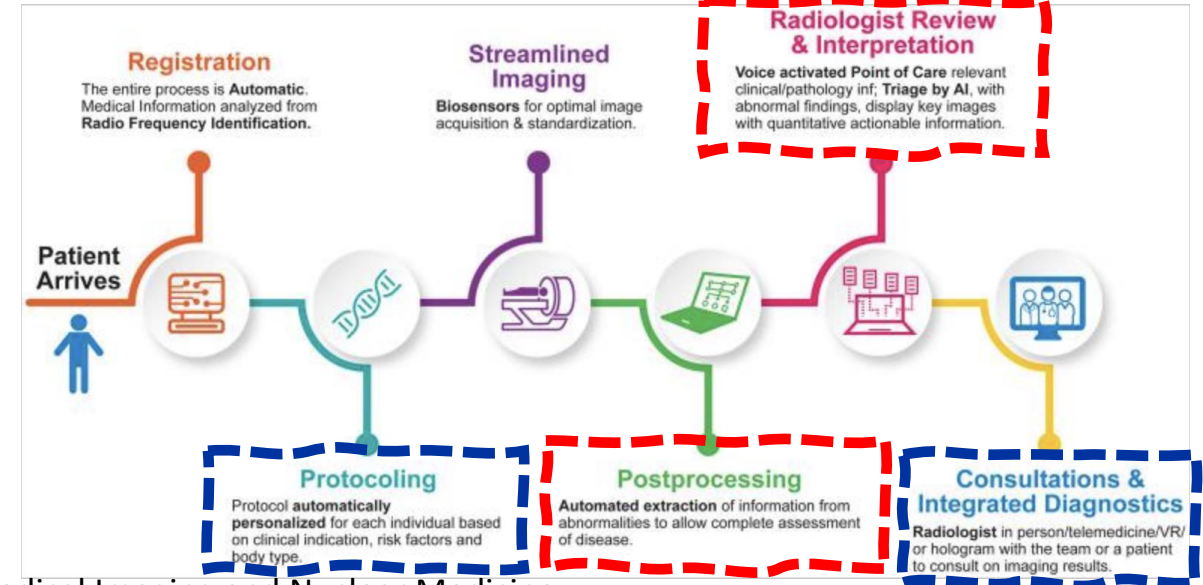 Registration
The entire process is Automatic.
Medical Information analyzed from
Radio Frequency Identification.
Streamlined
Imaging
Biosensors for optimal image
acquisition & standardization.
Radiologist Review
& Interpretation
Voice activated Point of Care relevant
clinical/pathology inf; Triage by AI, with
abnormal findings, display key images
with quantitative actionable information.
Patient
Arrives
Protocoling
Protocol automatically
personalized for each individual based
on clinical indication, risk factors and
body type.
Postprocessing
Automated extraction of information from
abnormalities to allow complete assessment
of disease.
Consultations &
Integrated Diagnostics
Radiologist in person/telemedicine/VR/
or hologram with the team or a patient
to consult on imaging results.